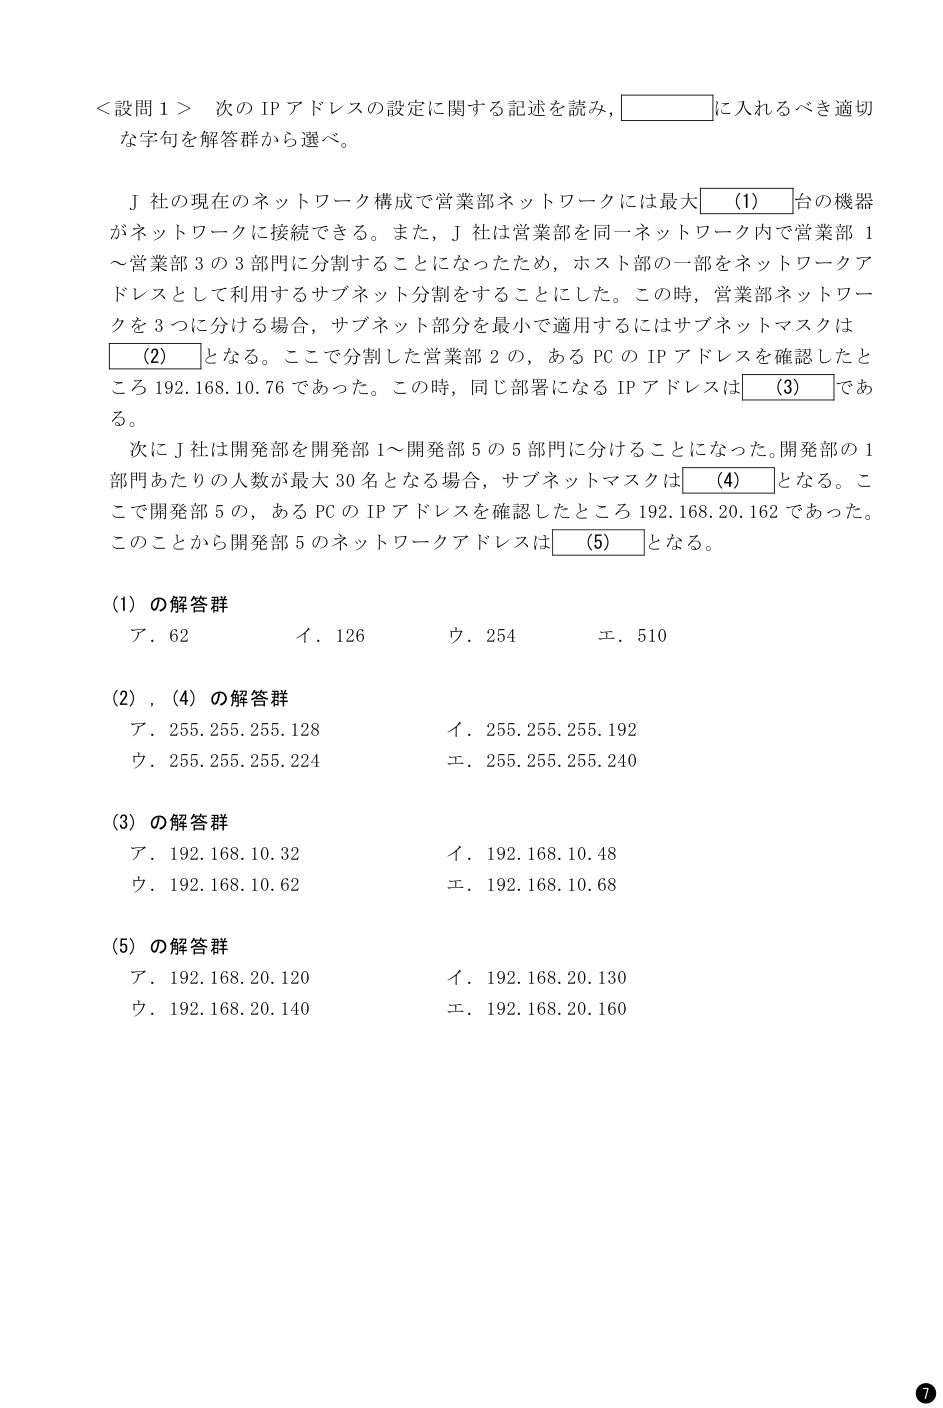 ＜設問１＞　次の IP アドレスの設定に関する記述を読み，　　　に入れるべき適切
な字句を解答群から選べ。
J 社の現在のネットワーク構成で営業部ネットワークには最大 (1) 台の機器
がネットワークに接続できる。また，J 社は営業部を同一ネットワーク内で営業部 1
～営業部 3 の 3 部門に分割することになったため，ホスト部の一部をネットワークア
ドレスとして利用するサブネット分割をすることにした。この時，営業部ネットワー
クを 3 つに分ける場合，サブネット部分を最小で適用するにはサブネットマスクは
(2) となる。ここで分割した営業部 2 の，ある PC の IP アドレスを確認したと
ころ 192.168.10.76 であった。この時，同じ部署になる IP アドレスは (3) であ
る。
次に J 社は開発部を開発部 1～開発部 5 の 5 部門に分けることになった。開発部の 1
部門あたりの人数が最大 30 名となる場合，サブネットマスクは (4) となる。こ
こで開発部 5 の，ある PC の IP アドレスを確認したところ 192.168.20.162 であった。
このことから開発部 5 のネットワークアドレスは (5) となる。
(1) の解答群
ア．62　イ．126　ウ．254　エ．510
(2)，(4) の解答群
ア．255.255.255.128　イ．255.255.255.192
ウ．255.255.255.224　エ．255.255.255.240
(3) の解答群
ア．192.168.10.32　イ．192.168.10.48
ウ．192.168.10.62　エ．192.168.10.68
(5) の解答群
ア．192.168.20.120　イ．192.168.20.130
ウ．192.168.20.140　エ．192.168.20.160
7